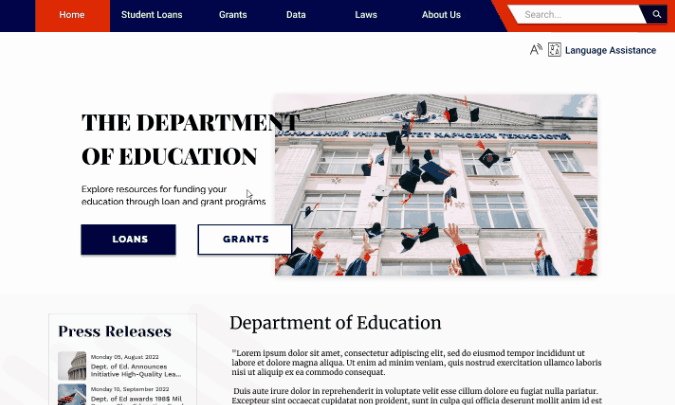 Home Student Loans Grants Data Laws About Us Search...
Language Assistance
THE DEPARTMENT
OF EDUCATION
Explore resources for funding your
education through loan and grant programs
LOANS GRANTS
Press Releases
Monday 05, August 2022
Dept. of Ed. Announces
Initiative High-Quality Lea...
Monday 10, September 2022
Dept. of Ed awards 198$ Mil
Department of Education
"Lorem ipsum dolor sit amet, consectetur adipiscing elit, sed do eiusmod tempor incididunt ut
labore et dolore magna aliqua. Ut enim ad minim veniam, quis nostrud exercitation ullamco laboris
nisi ut aliquip ex ea commodo consequat.
Duis aute irure dolor in reprehenderit in voluptate velit esse cillum dolore eu fugiat nulla pariatur.
Excepteur sint occaecat cupidatat non proident, sunt in culpa qui officia deserunt mollit anim id est